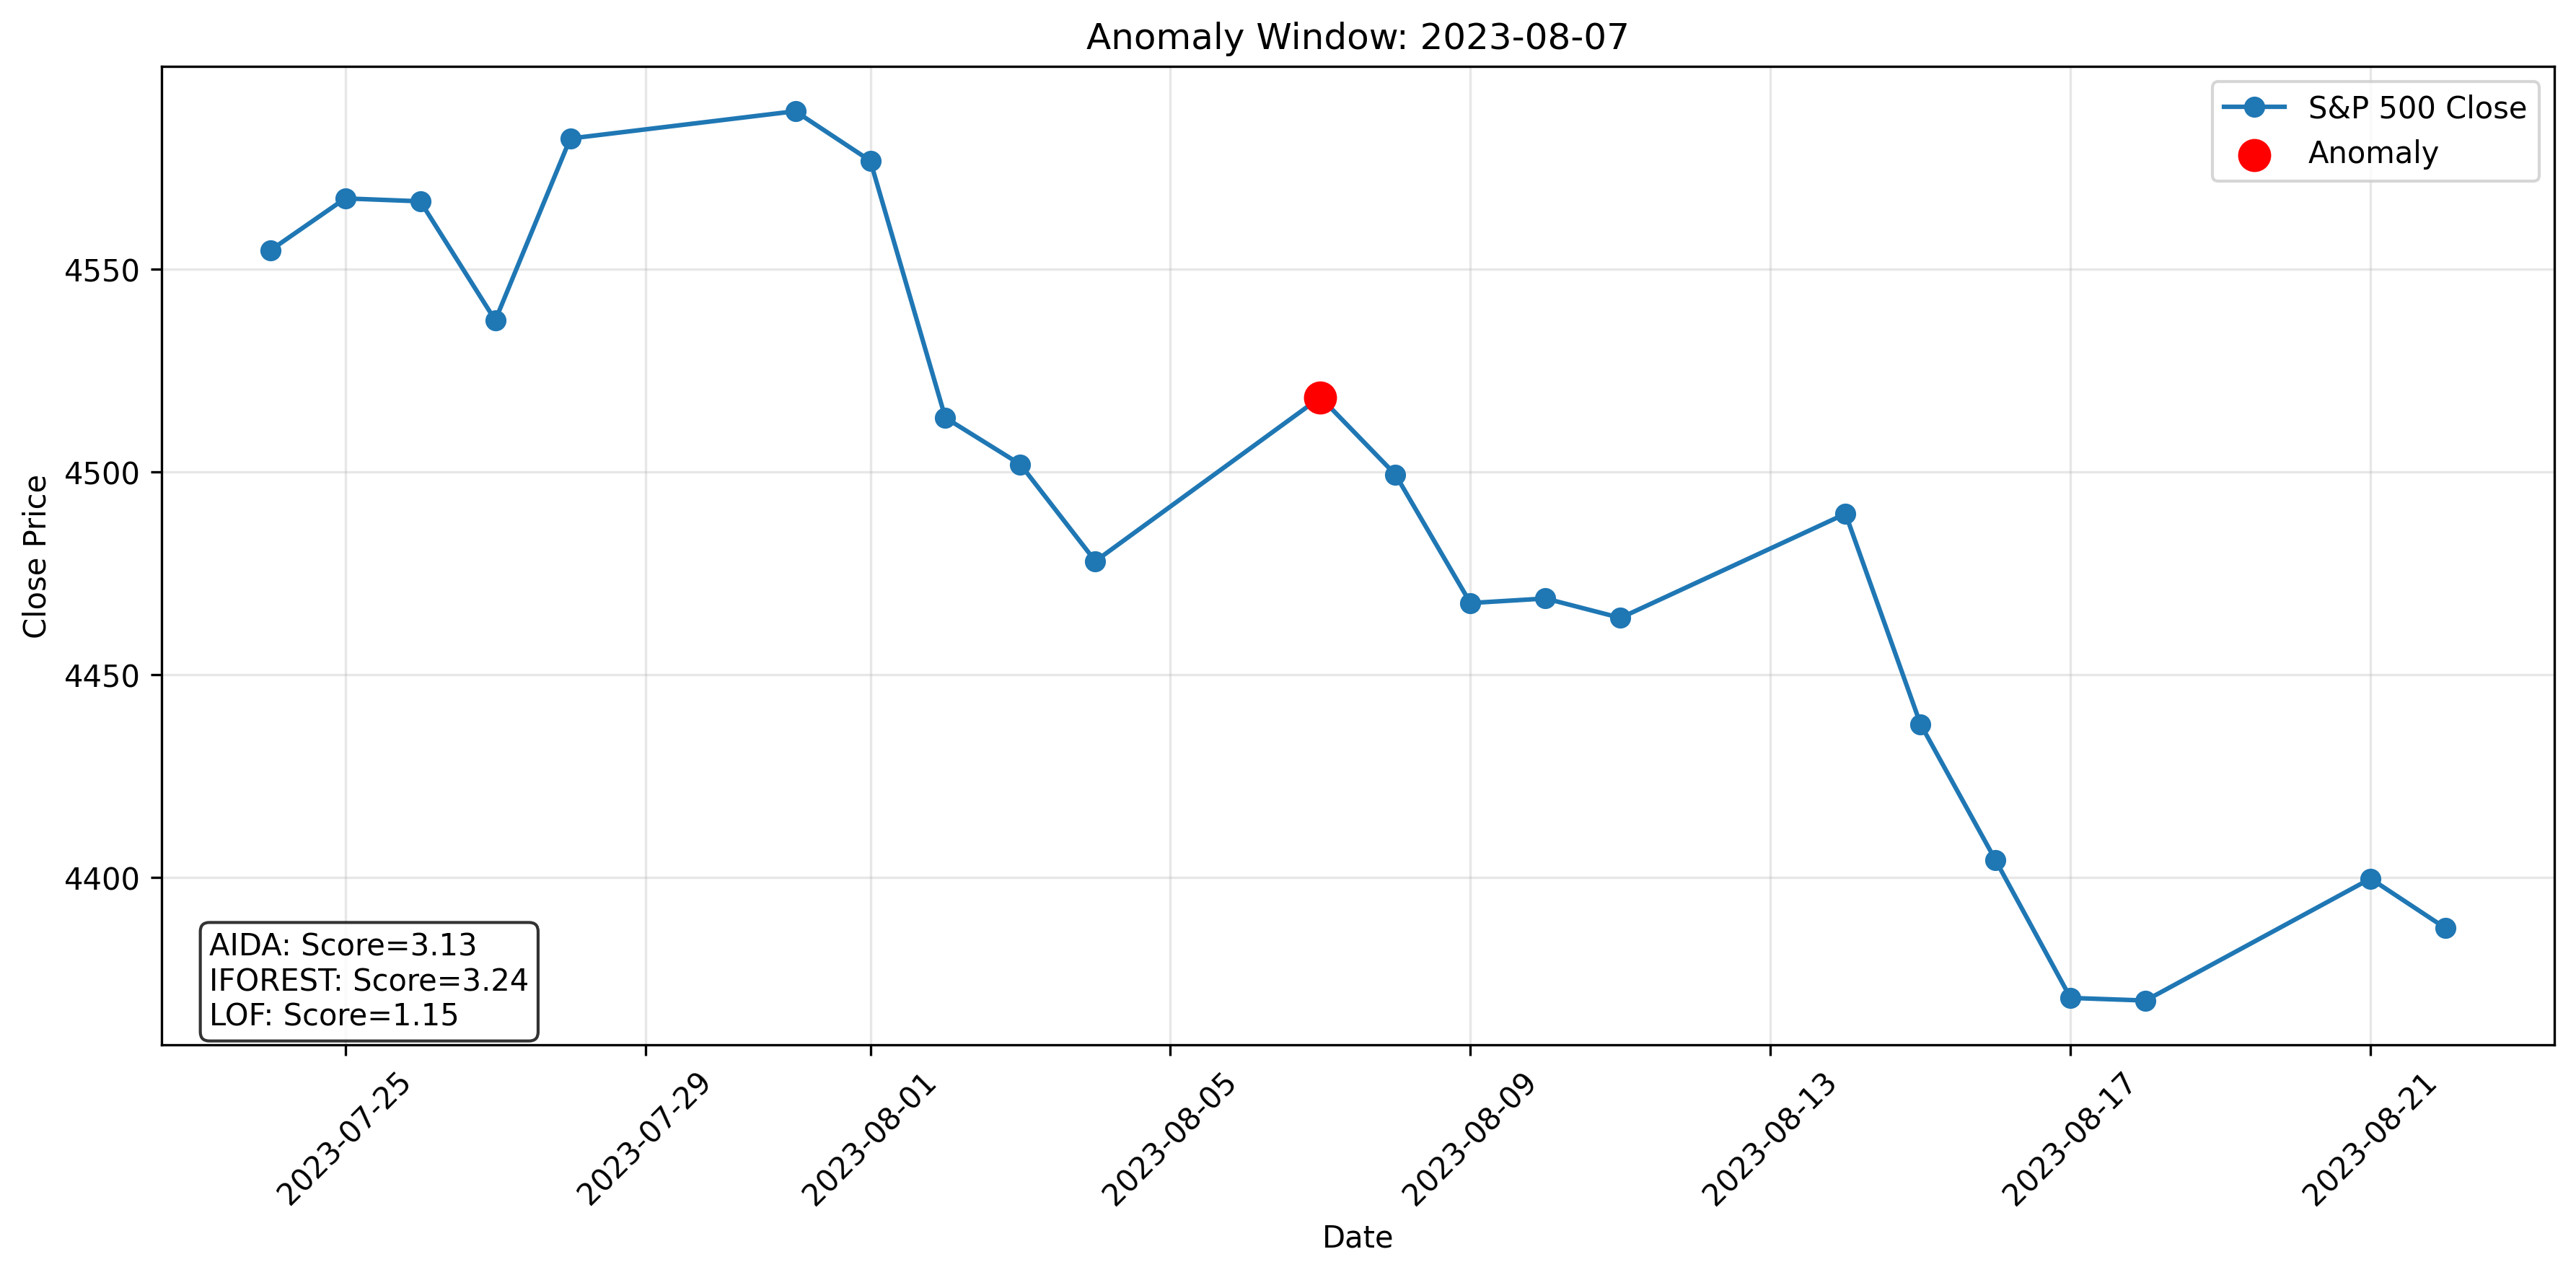 Anomaly Window: 2023-08-07
S&P 500 Close
Anomaly
Close Price
4550
4500
4450
4400
AIDA: Score=3.13
IFOREST: Score=3.24
LOF: Score=1.15
2023-07-25
2023-07-29
2023-08-01
2023-08-05
2023-08-09
2023-08-13
2023-08-17
2023-08-21
Date